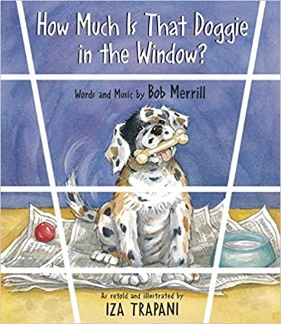 How Much Is That Doggie
in the Window?
Words and Music by Bob Merrill
As retold and illustrated by
IZA TRAPANI